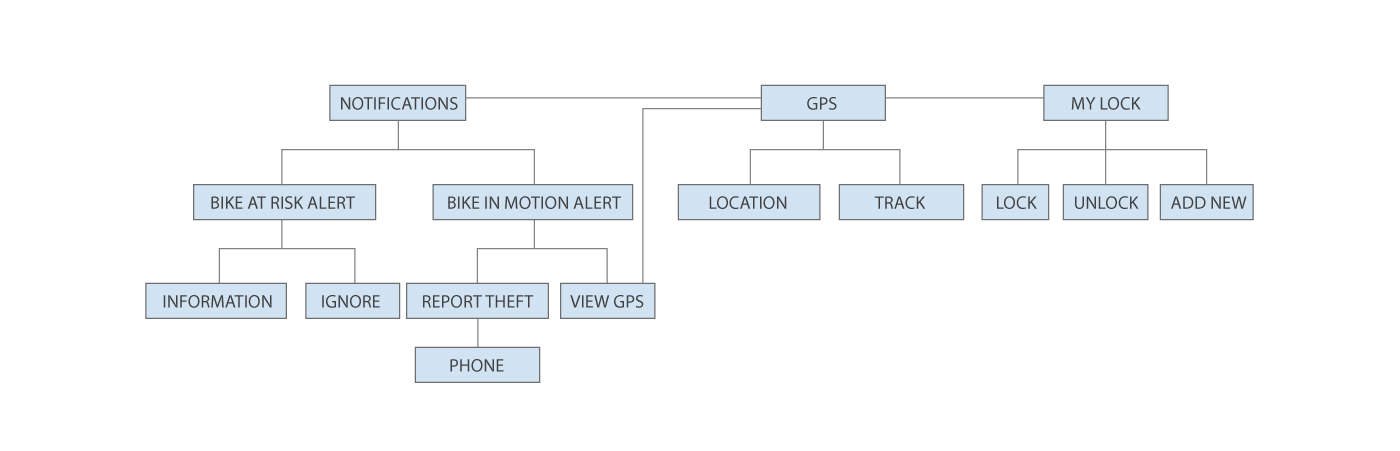 NOTIFICATIONS
GPS
MY LOCK
BIKE AT RISK ALERT
BIKE IN MOTION ALERT
LOCATION
TRACK
LOCK
UNLOCK
ADD NEW
INFORMATION
IGNORE
REPORT THEFT
VIEW GPS
PHONE